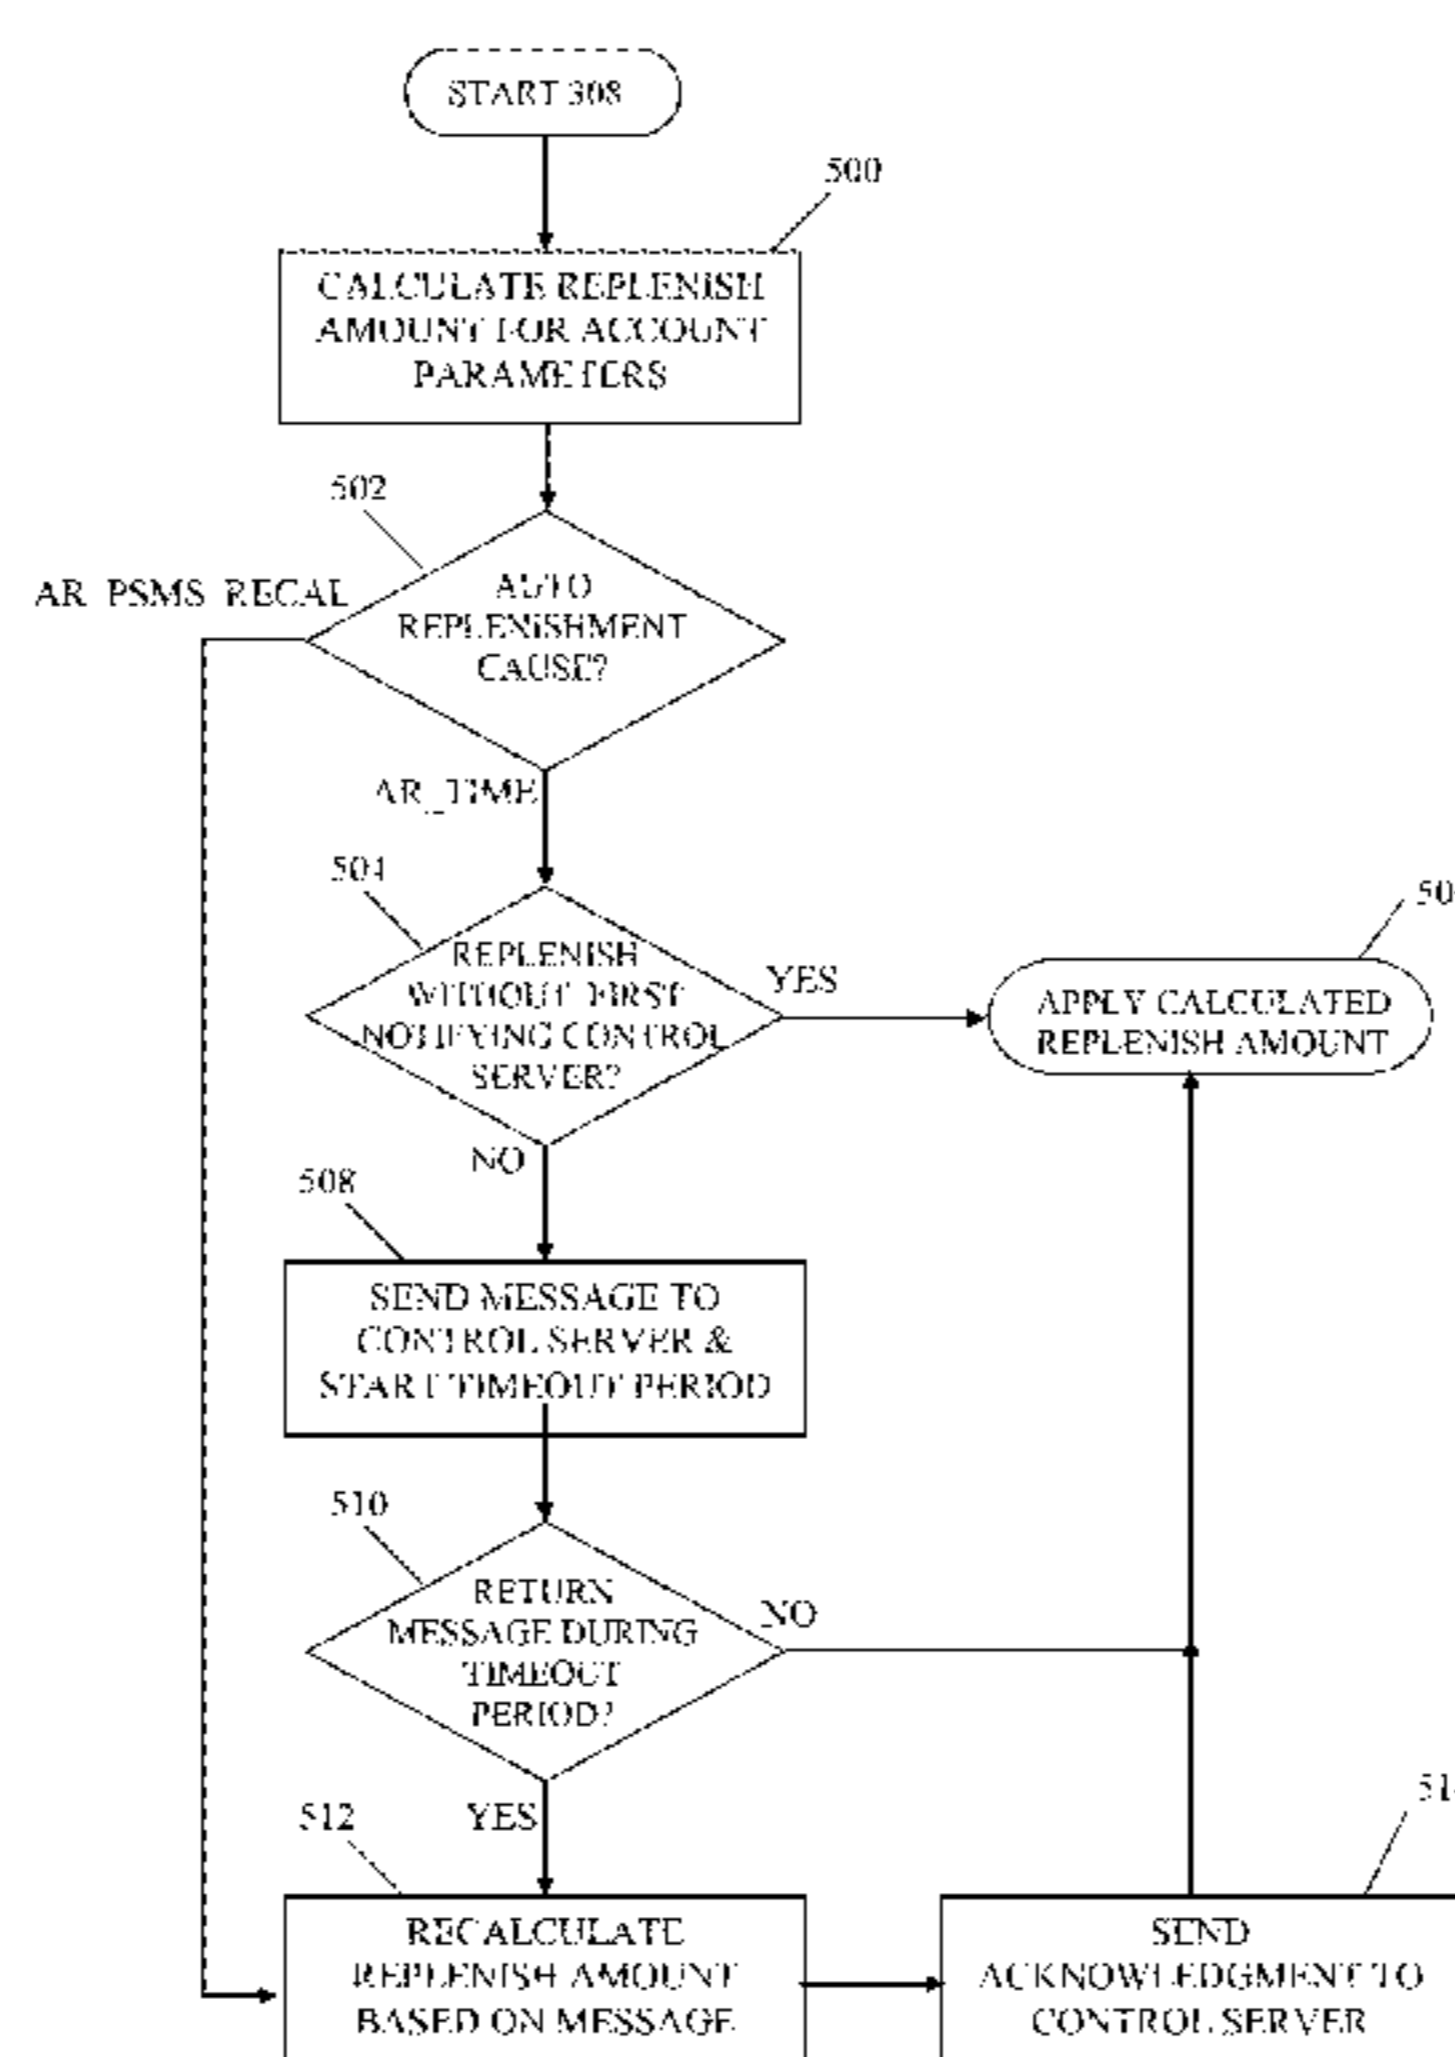 START 308
500
CALCULATE REPLENISH
AMOUNT FOR ACCOUNT
PARAMETERS
502
AR_PSMS_RECAL
AUTO
REPLENISHMENT
CAUSE?
AR_TIME
504
REPLENISH
WITHOUT FIRST
NOTIFYING CONTROL
SERVER?
YES
50
APPLY CALCULATED
REPLENISH AMOUNT
NO
508
SEND MESSAGE TO
CONTROL SERVER &
START TIMEOUT PERIOD
510
RETURN
MESSAGE DURING
TIMEOUT
PERIOD?
NO
YES
512
51
RECALCULATE
REPLENISH AMOUNT
BASED ON MESSAGE
SEND
ACKNOWLEDGMENT TO
CONTROL SERVER